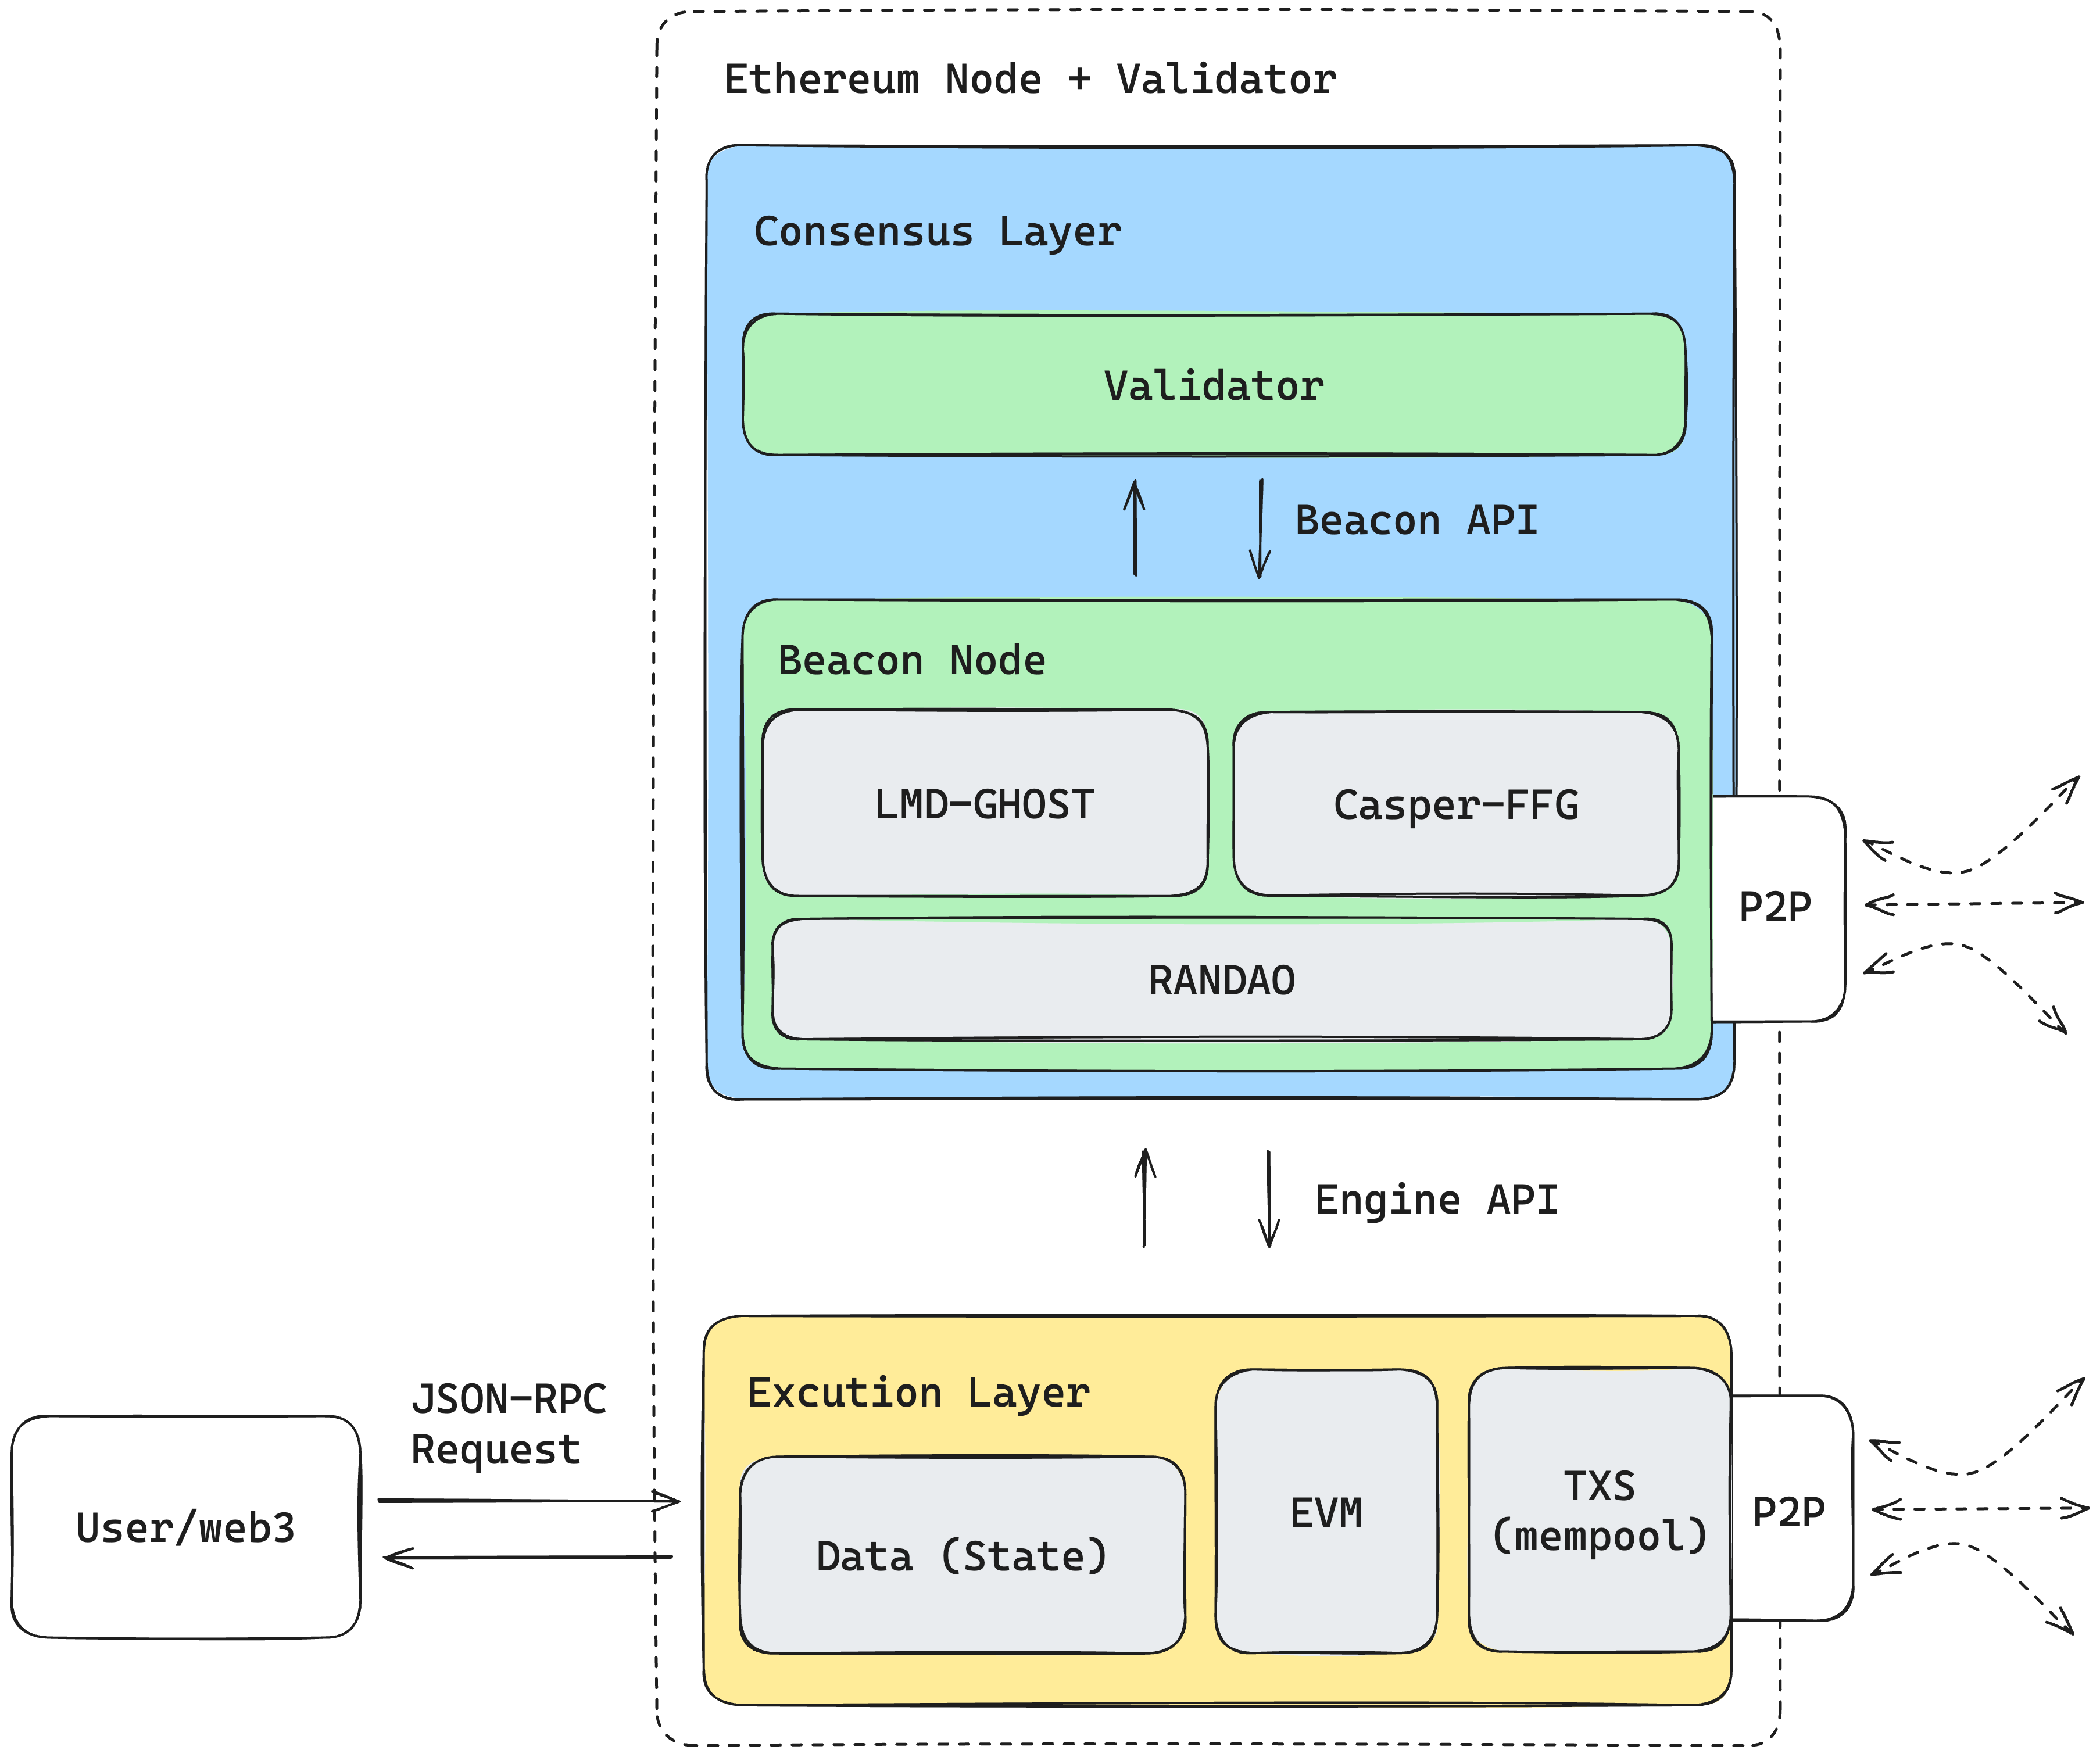 Ethereum Node + Validator
Consensus Layer
Validator
Beacon API
Beacon Node
LMD-GHOST
Casper-FFG
P2P
RANDAO
Engine API
Excution Layer
JSON-RPC
Request
User/web3
Data (State)
EVM
TXS
(mempool)
P2P